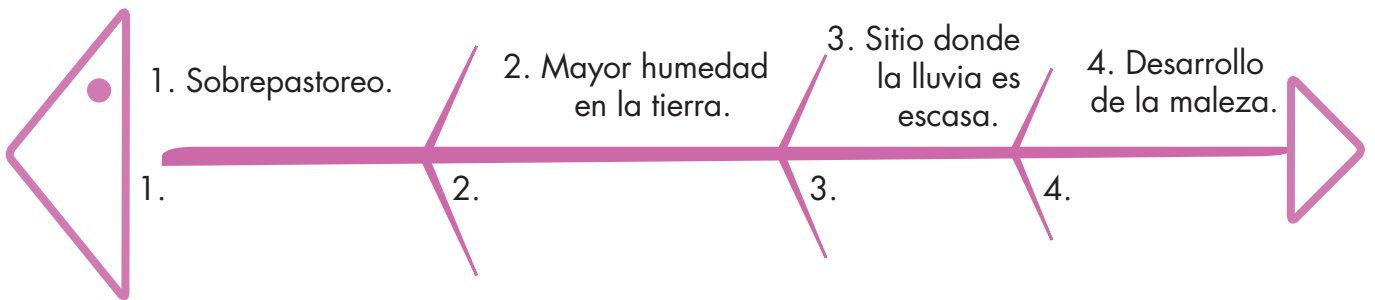 1. Sobrepastoreo.
2. Mayor humedad
en la tierra.
3. Sitio donde
la lluvia es
escasa.
4. Desarrollo
de la maleza.
1.
2.
3.
4.